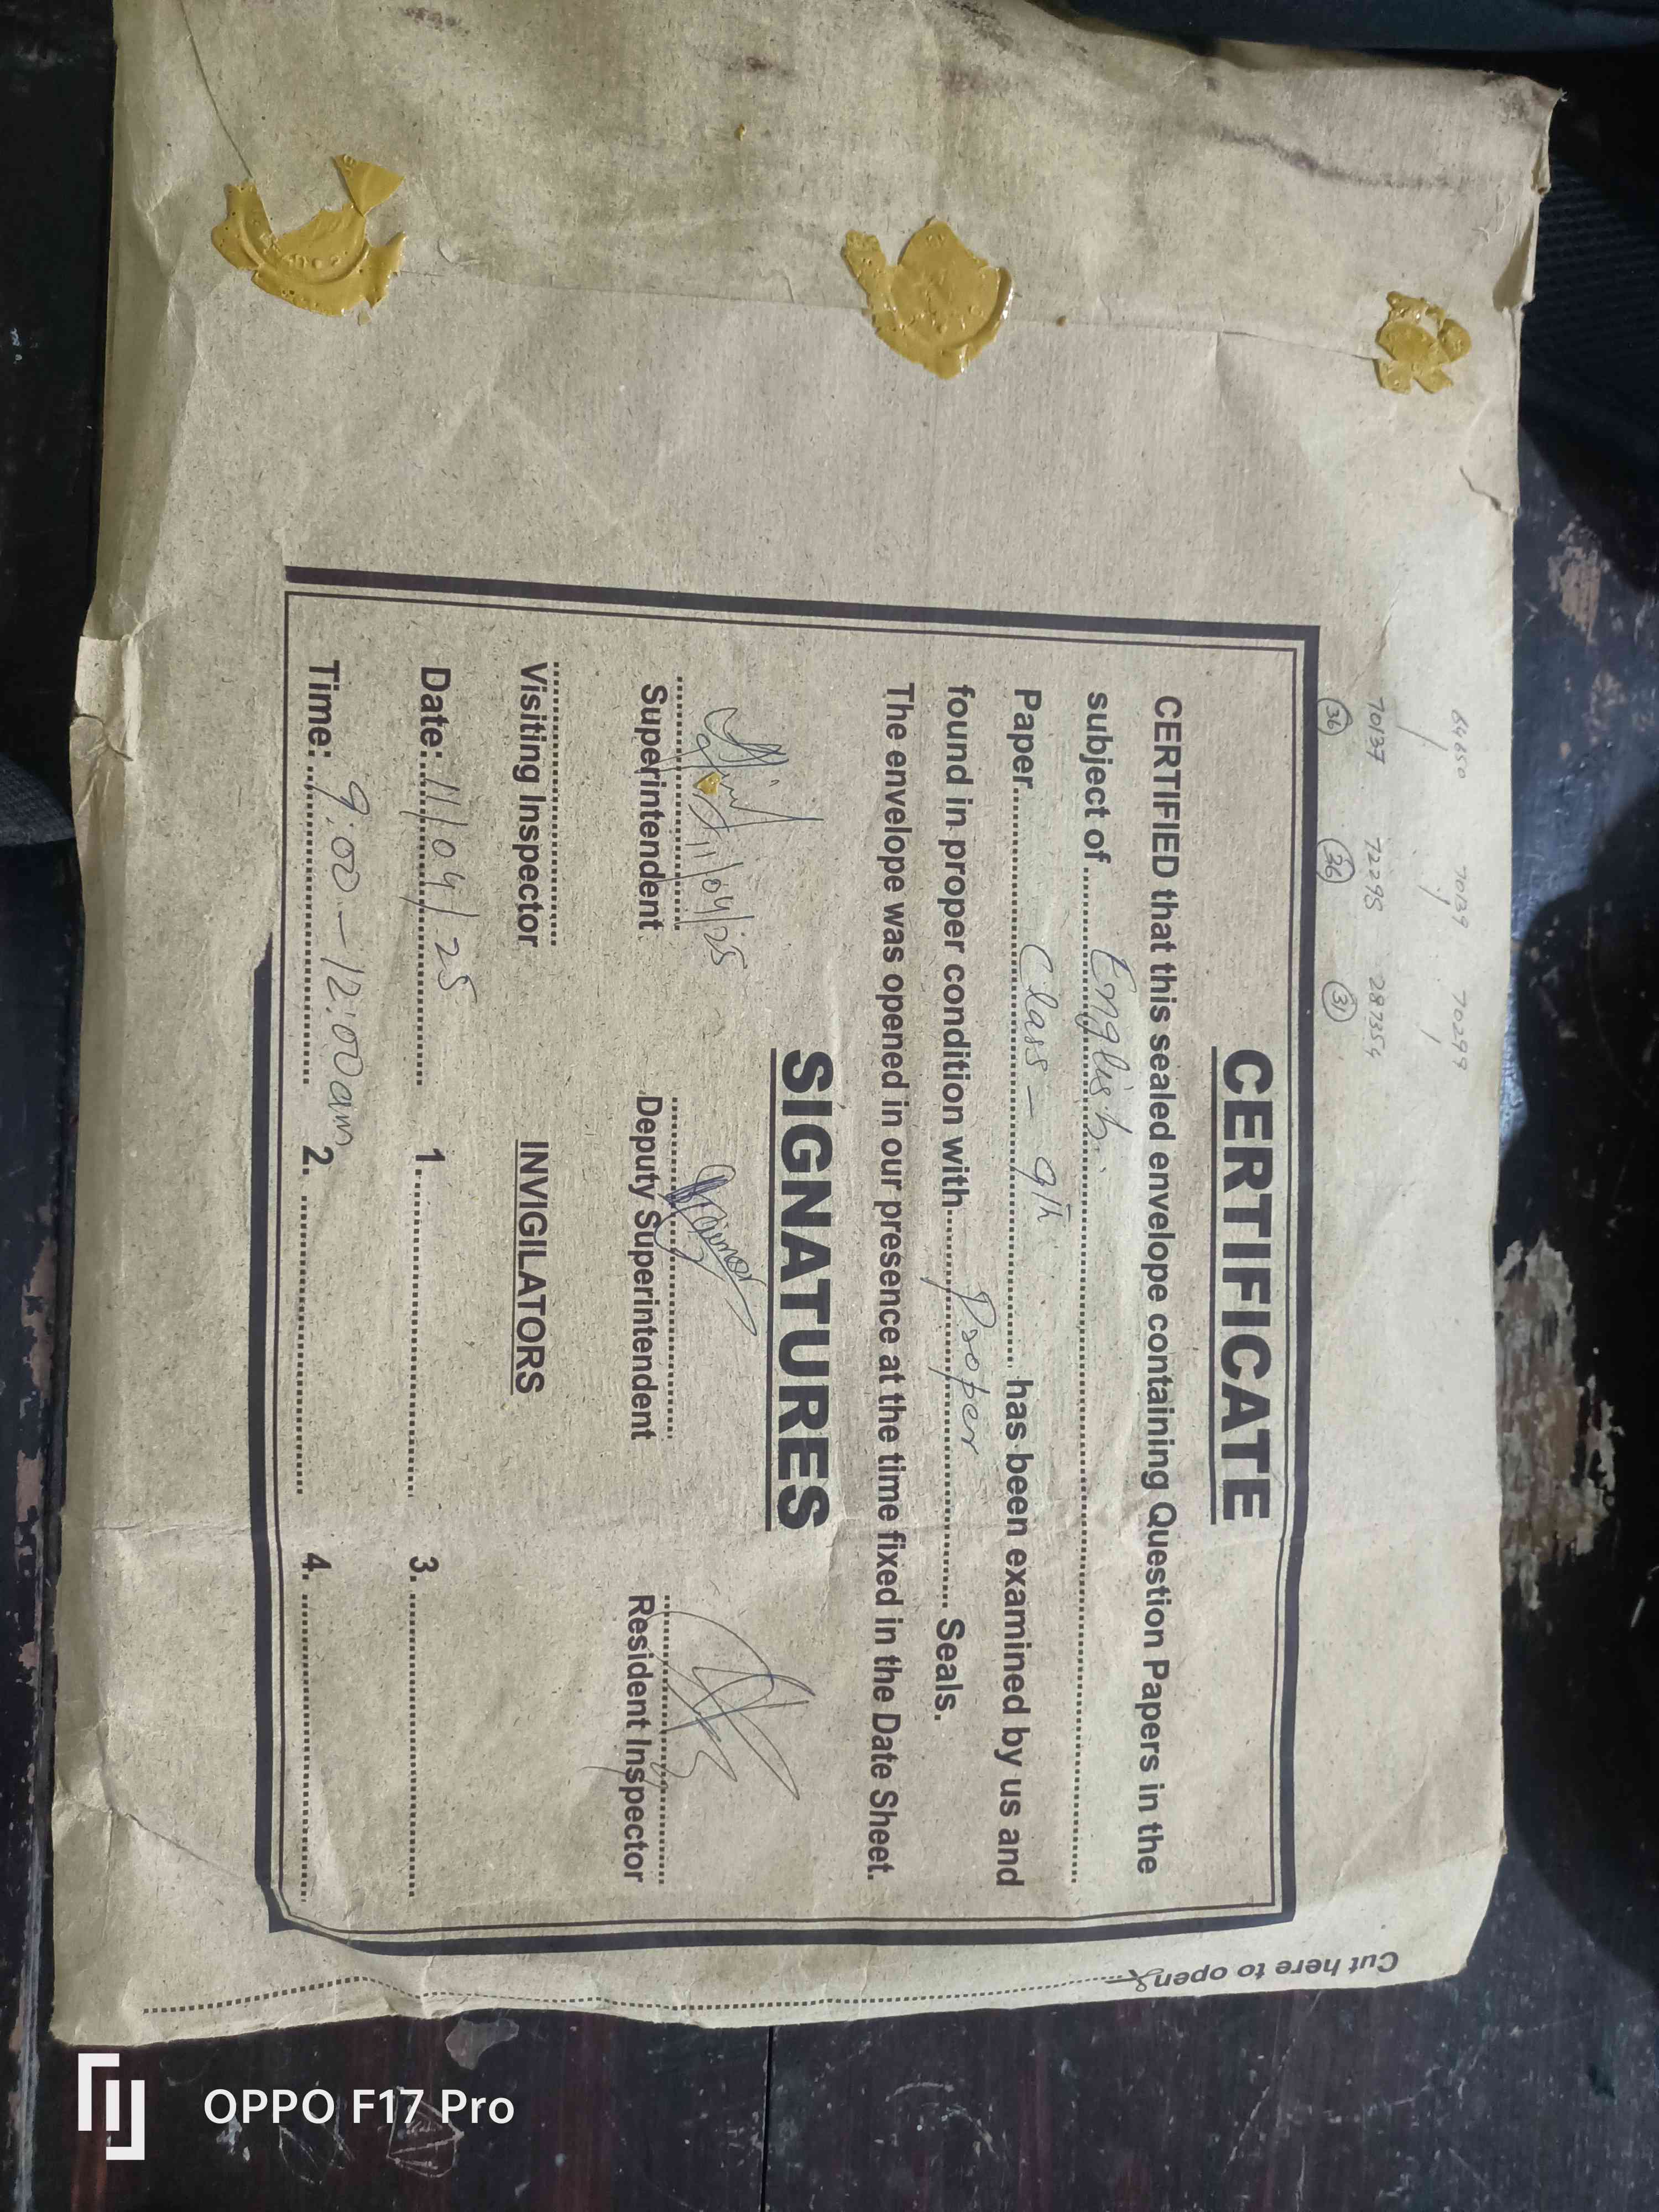 64650 70139 70299
70137 72298 287354
36 36 31
CERTIFICATE
CERTIFIED that this sealed envelope containing Question Papers in the
subject of English
Paper Class - 9th has been examined by us and
found in proper condition with Proper Seals.
The envelope was opened in our presence at the time fixed in the Date Sheet.
SIGNATURES
11/04/25
Superintendent Deputy Superintendent Resident Inspector
Visiting Inspector INVIGILATORS
Date: 11/04/25 1. 3.
Time: 9:00 - 12:00 am 2. 4.
Cut here to open
OPPO F17 Pro